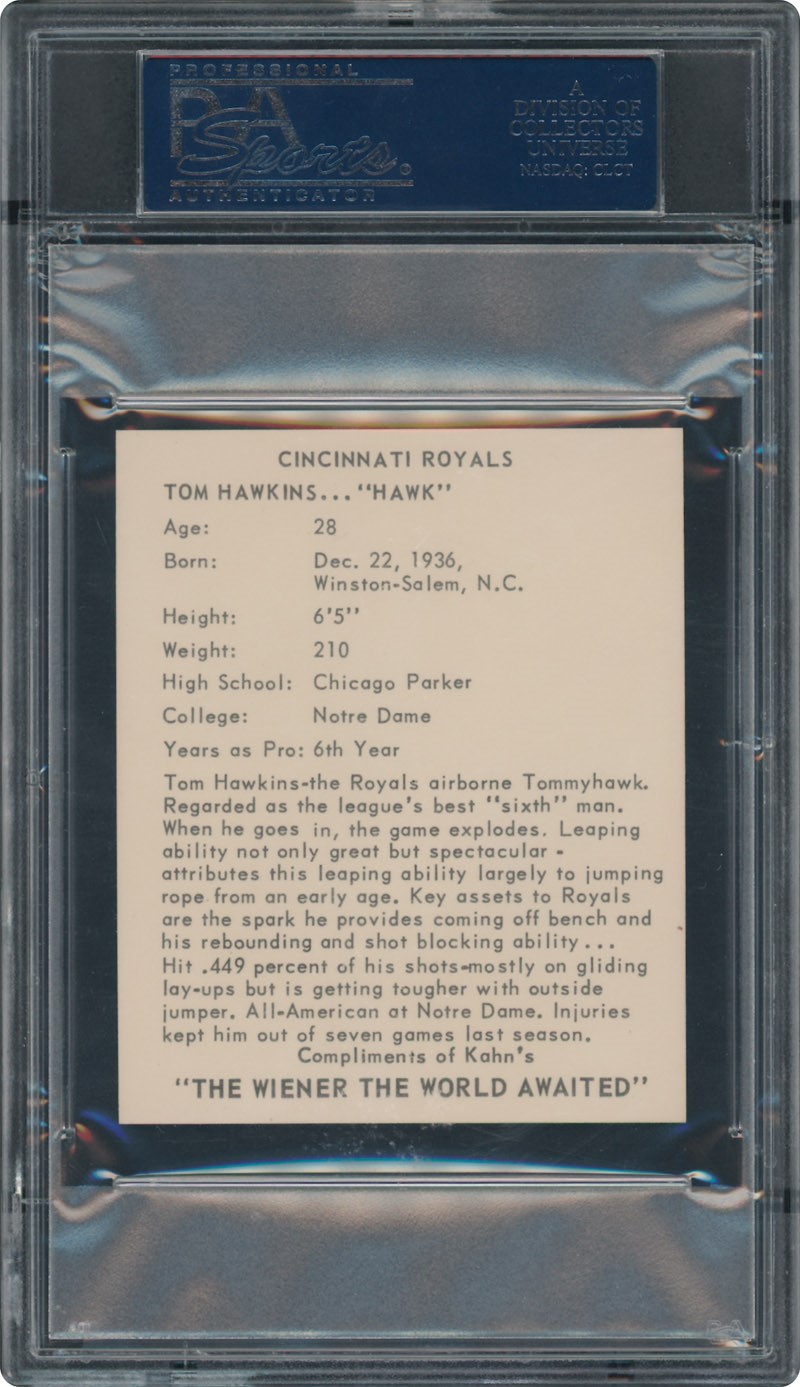 PROFESSIONAL
PSA
Sports
AUTHENTICATOR
A
DIVISION OF
COLLECTORS
UNIVERSE
NASDAQ: CLCT
CINCINNATI ROYALS
TOM HAWKINS... "HAWK"
Age: 28
Born: Dec. 22, 1936,
Winston-Salem, N.C.
Height: 6'5"
Weight: 210
High School: Chicago Parker
College: Notre Dame
Years as Pro: 6th Year
Tom Hawkins-the Royals airborne Tommyhawk.
Regarded as the league's best "sixth" man.
When he goes in, the game explodes. Leaping
ability not only great but spectacular -
attributes this leaping ability largely to jumping
rope from an early age. Key assets to Royals
are the spark he provides coming off bench and
his rebounding and shot blocking ability...
Hit .449 percent of his shots-mostly on gliding
lay-ups but is getting tougher with outside
jumper. All-American at Notre Dame. Injuries
kept him out of seven games last season.
Compliments of Kahn's
"THE WIENER THE WORLD AWAITED"
PSA